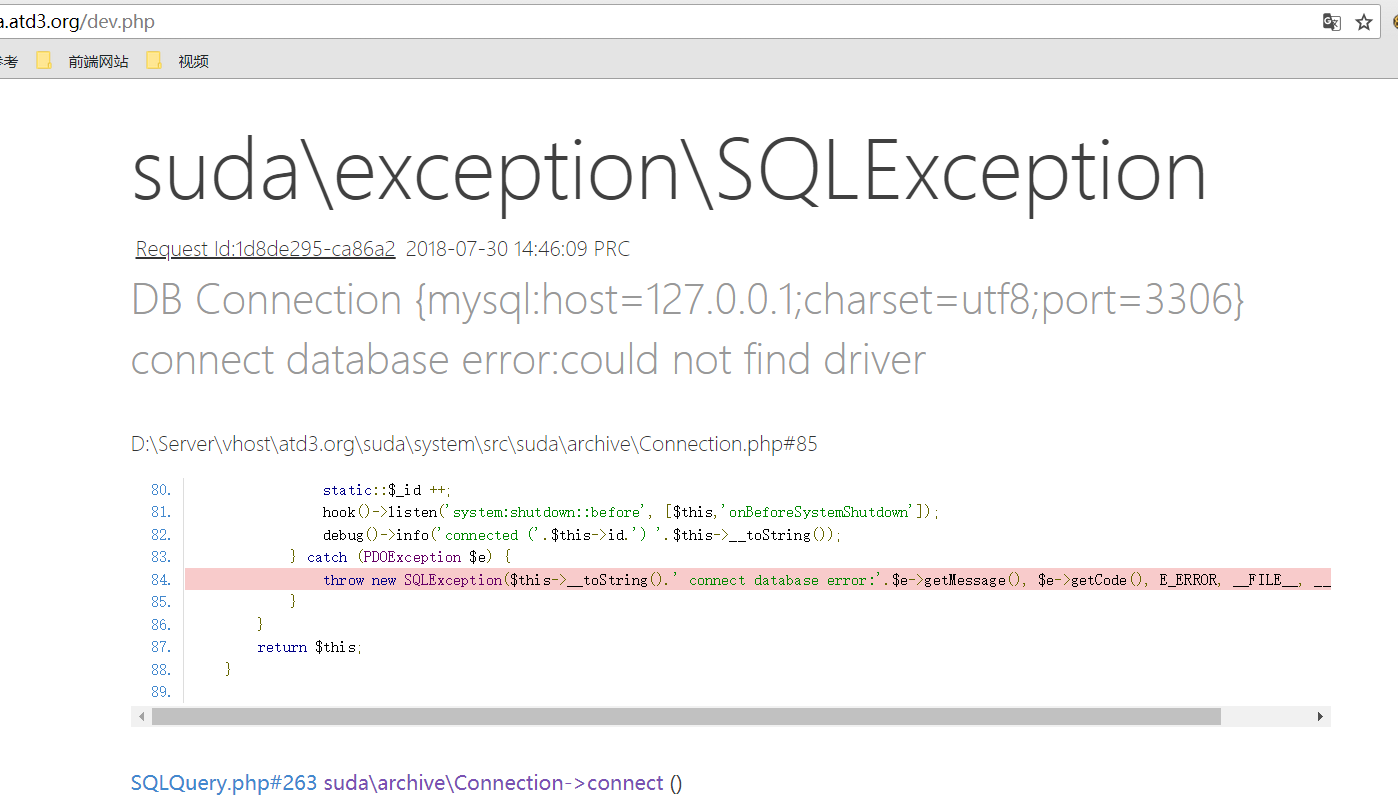 a.atd3.org/dev.php
参考 前端网站 视频
suda\exception\SQLException
Request Id:1d8de295-ca86a2 2018-07-30 14:46:09 PRC
DB Connection {mysql:host=127.0.0.1;charset=utf8;port=3306}
connect database error:could not find driver
D:\Server\vhost\atd3.org\suda\system\src\suda\archive\Connection.php#85
80. static::$_id ++;
81. hook()->listen('system:shutdown::before', [$this,'onBeforeSystemShutdown']);
82. debug()->info('connected ('.$this->id.') '.$this->__toString());
83. } catch (PDOException $e) {
84. throw new SQLException($this->__toString().' connect database error:'.$e->getMessage(), $e->getCode(), E_ERROR, __FILE__, __
85. }
86. }
87. return $this;
88. }
89.
SQLQuery.php#263 suda\archive\Connection->connect ()